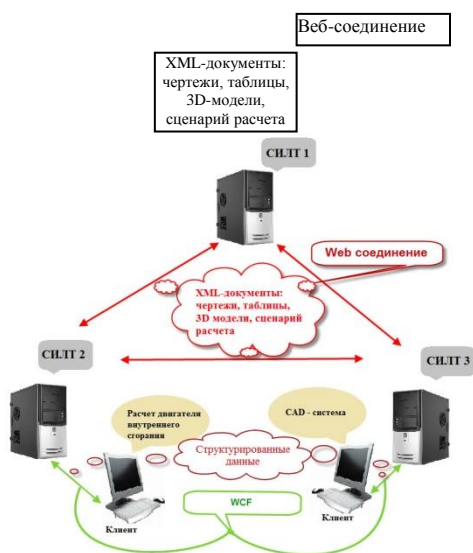 Веб-соединение
XML-документы:
чертежи, таблицы,
3D-модели,
сценарий расчета
СИЛТ 1
Web соединение
XML-документы:
чертежи, таблицы,
3D модели, сценарий
расчета
СИЛТ 2
СИЛТ 3
Расчет двигателя
внутреннего
сгорания
CAD - система
Структурированные
данные
WCF
Клиент
Клиент